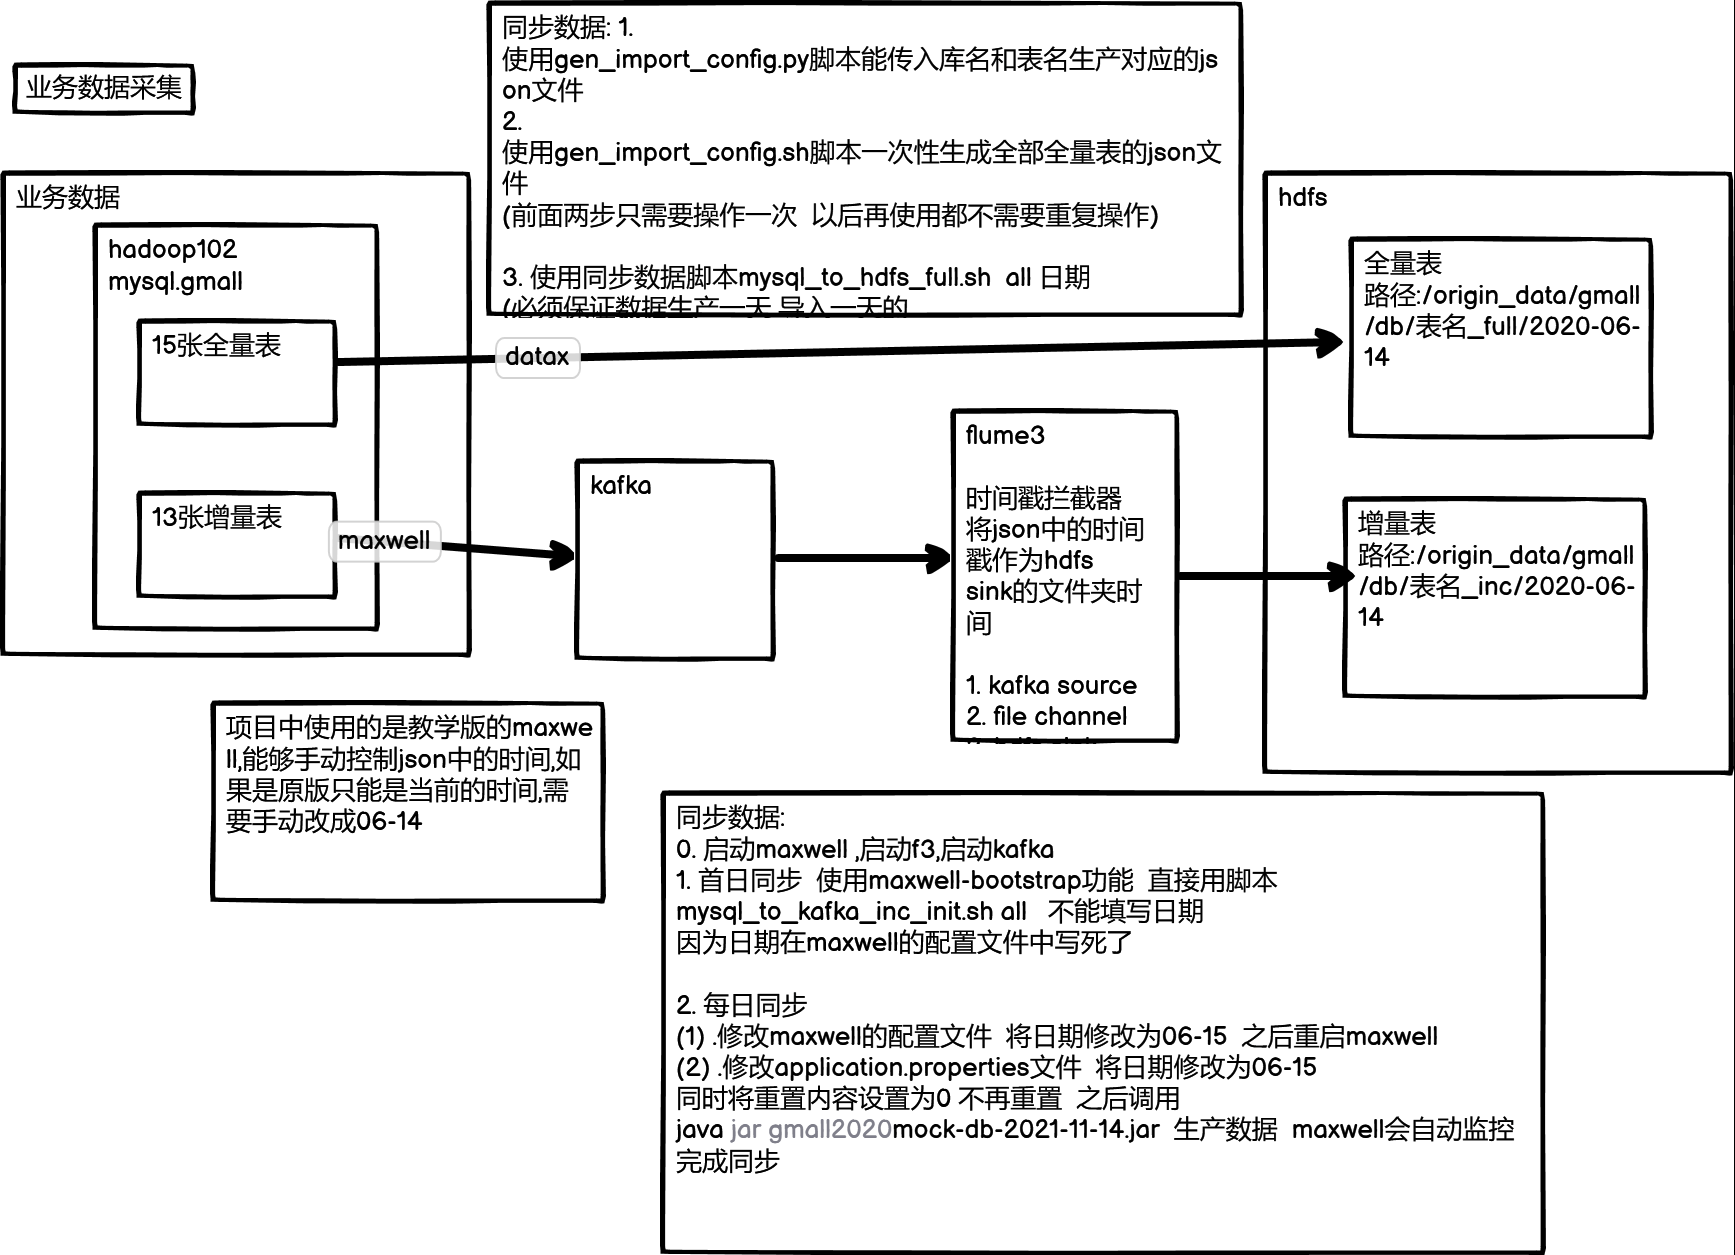 业务数据采集
同步数据: 1.
使用gen_import_config.py脚本能传入库名和表名生产对应的js
on文件
2.
使用gen_import_config.sh脚本一次性生成全部全量表的json文
件
(前面两步只需要操作一次  以后再使用都不需要重复操作)
3. 使用同步数据脚本mysql_to_hdfs_full.sh  all 日期
(必须保证数据生产一天 导入一天的
业务数据
hadoop102
mysql.gmall
15张全量表
13张增量表
datax
maxwell
kafka
flume3
时间戳拦截器
将json中的时间
戳作为hdfs
sink的文件夹时
间
1. kafka source
2. file channel
hdfs
全量表
路径:/origin_data/gmall
/db/表名_full/2020-06-
14
增量表
路径:/origin_data/gmall
/db/表名_inc/2020-06-
14
项目中使用的是教学版的maxwe
ll,能够手动控制json中的时间,如
果是原版只能是当前的时间,需
要手动改成06-14
同步数据:
0. 启动maxwell ,启动f3,启动kafka
1. 首日同步  使用maxwell-bootstrap功能  直接用脚本
mysql_to_kafka_inc_init.sh all   不能填写日期
因为日期在maxwell的配置文件中写死了
2. 每日同步
(1) .修改maxwell的配置文件  将日期修改为06-15  之后重启maxwell
(2) .修改application.properties文件  将日期修改为06-15
同时将重置内容设置为0 不再重置  之后调用
java jar gmall2020mock-db-2021-11-14.jar  生产数据  maxwell会自动监控
完成同步